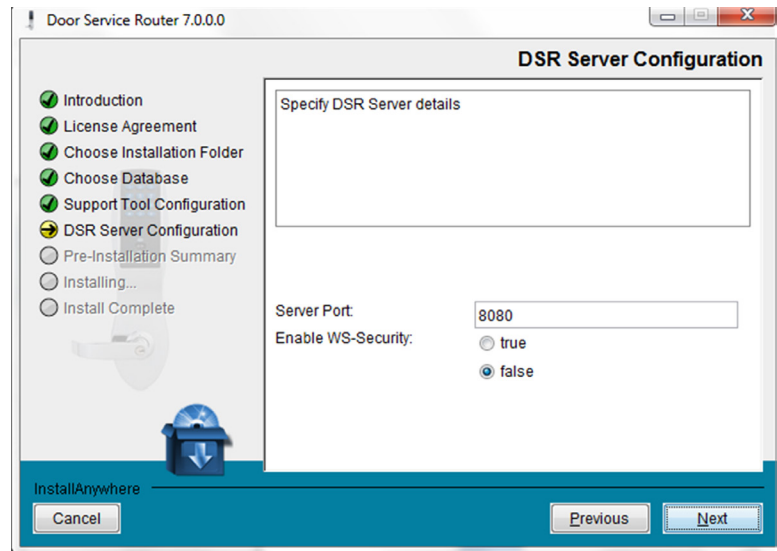 Door Service Router 7.0.0.0
DSR Server Configuration
Introduction
License Agreement
Choose Installation Folder
Choose Database
Support Tool Configuration
DSR Server Configuration
Pre-Installation Summary
Installing...
Install Complete
Specify DSR Server details
Server Port: 8080
Enable WS-Security: true
false
InstallAnywhere
Cancel Previous Next